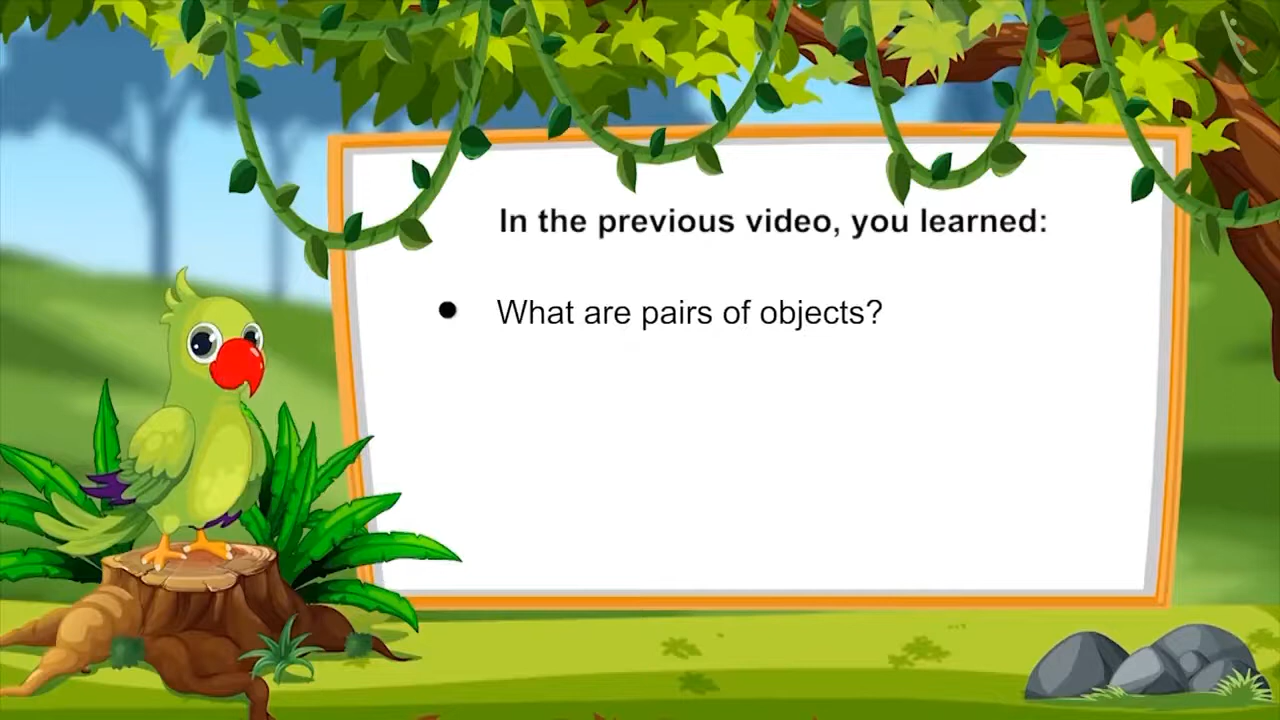 In the previous video, you learned:
● What are pairs of objects?